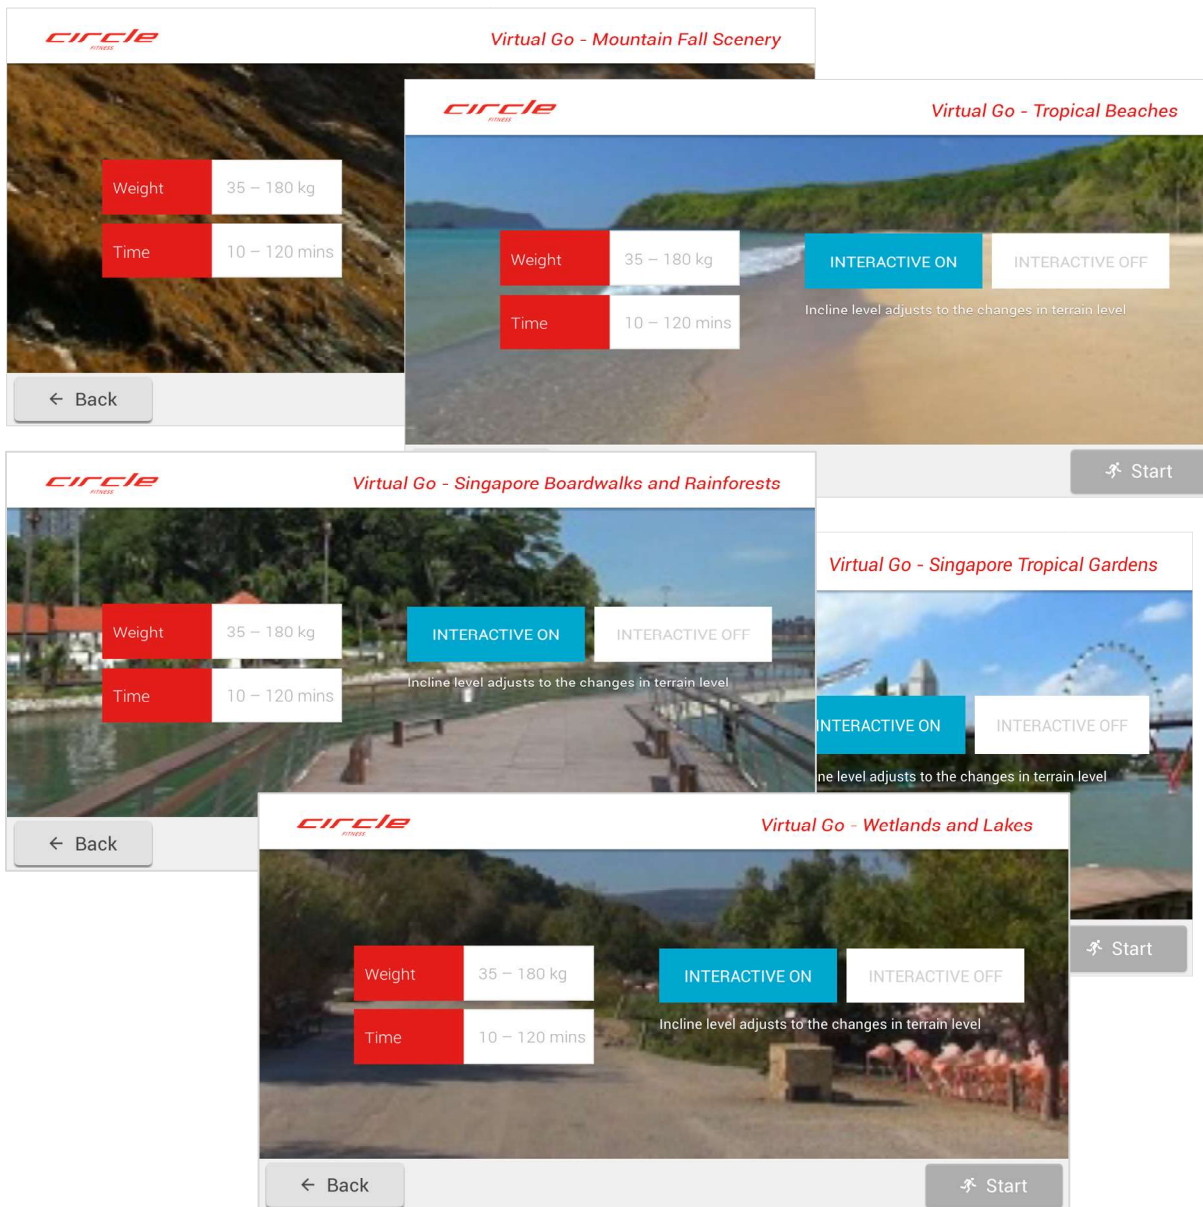 circle
FITNESS
Virtual Go - Mountain Fall Scenery
Weight
35 – 180 kg
Time
10 – 120 mins
← Back
circle
FITNESS
Virtual Go - Tropical Beaches
Weight
35 – 180 kg
INTERACTIVE ON
INTERACTIVE OFF
Time
10 – 120 mins
Incline level adjusts to the changes in terrain level
Start
circle
FITNESS
Virtual Go - Singapore Boardwalks and Rainforests
Weight
35 – 180 kg
INTERACTIVE ON
INTERACTIVE OFF
Time
10 – 120 mins
Incline level adjusts to the changes in terrain level
← Back
Virtual Go - Singapore Tropical Gardens
INTERACTIVE ON
INTERACTIVE OFF
level adjusts to the changes in terrain level
Start
circle
FITNESS
Virtual Go - Wetlands and Lakes
Weight
35 – 180 kg
INTERACTIVE ON
INTERACTIVE OFF
Time
10 – 120 mins
Incline level adjusts to the changes in terrain level
← Back
Start